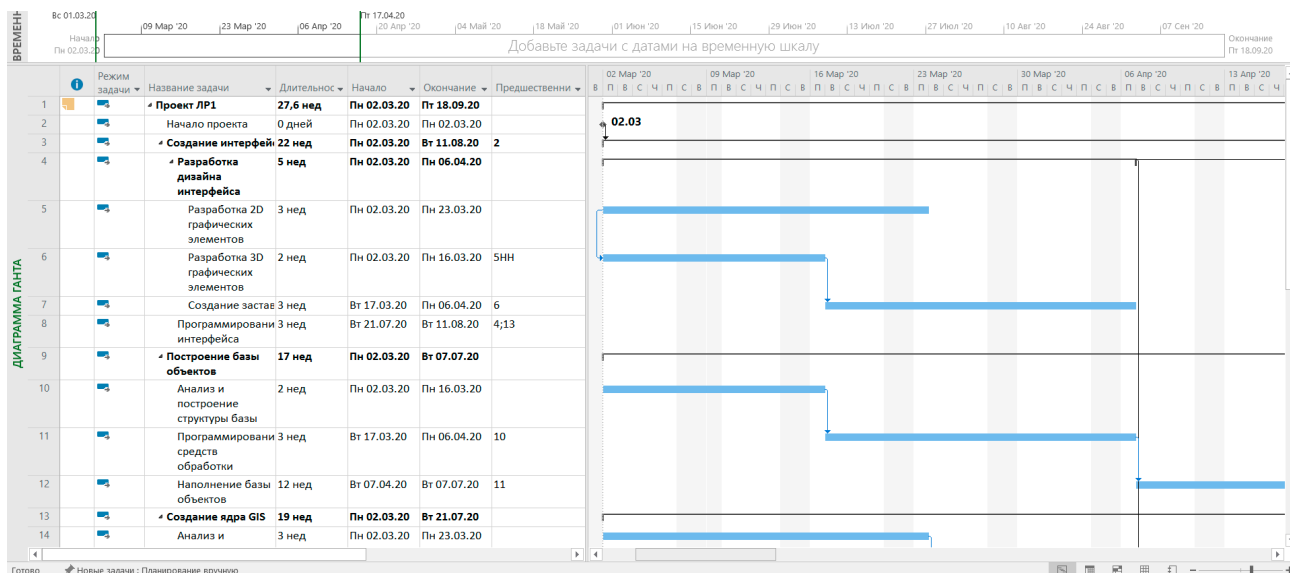 ВРЕМЕНН
Вс 01.03.20
Пт 17.04.20
09 Мар '20 23 Мар '20 06 Апр '20 20 Апр '20 04 Май '20 18 Май '20 01 Июн '20 15 Июн '20 29 Июн '20 13 Июл '20 27 Июл '20 10 Авг '20 24 Авг '20 07 Сен '20
Начало
Пн 02.03.20
Добавьте задачи с датами на временную шкалу
Окончание
Пт 18.09.20
ДИАГРАММА ГАНТА
Режим задачи Название задачи Длительнос Начало Окончание Предшественни
02 Мар '20 09 Мар '20 16 Мар '20 23 Мар '20 30 Мар '20 06 Апр '20 13 Апр '20
В П В С Ч П С В П В С Ч П С В П В С Ч П С В П В С Ч П С В П В С Ч П С В П В С Ч П С В П В С Ч
1 Проект ЛР1 27,6 нед Пн 02.03.20 Пт 18.09.20
2 Начало проекта 0 дней Пн 02.03.20 Пн 02.03.20
02.03
3 Создание интерфей 22 нед Пн 02.03.20 Вт 11.08.20 2
4 Разработка 5 нед Пн 02.03.20 Пн 06.04.20
дизайна
интерфейса
5 Разработка 2D 3 нед Пн 02.03.20 Пн 23.03.20
графических
элементов
6 Разработка 3D 2 нед Пн 02.03.20 Пн 16.03.20 5НН
графических
элементов
7 Создание застав 3 нед Вт 17.03.20 Пн 06.04.20 6
8 Программировани 3 нед Вт 21.07.20 Вт 11.08.20 4;13
интерфейса
9 Построение базы 17 нед Пн 02.03.20 Вт 07.07.20
объектов
10 Анализ и 2 нед Пн 02.03.20 Пн 16.03.20
построение
структуры базы
11 Программировани 3 нед Вт 17.03.20 Пн 06.04.20 10
средств
обработки
12 Наполнение базы 12 нед Вт 07.04.20 Вт 07.07.20 11
объектов
13 Создание ядра GIS 19 нед Пн 02.03.20 Вт 21.07.20
14 Анализ и 3 нед Пн 02.03.20 Пн 23.03.20
Готово Новые задачи : Планирование вручную